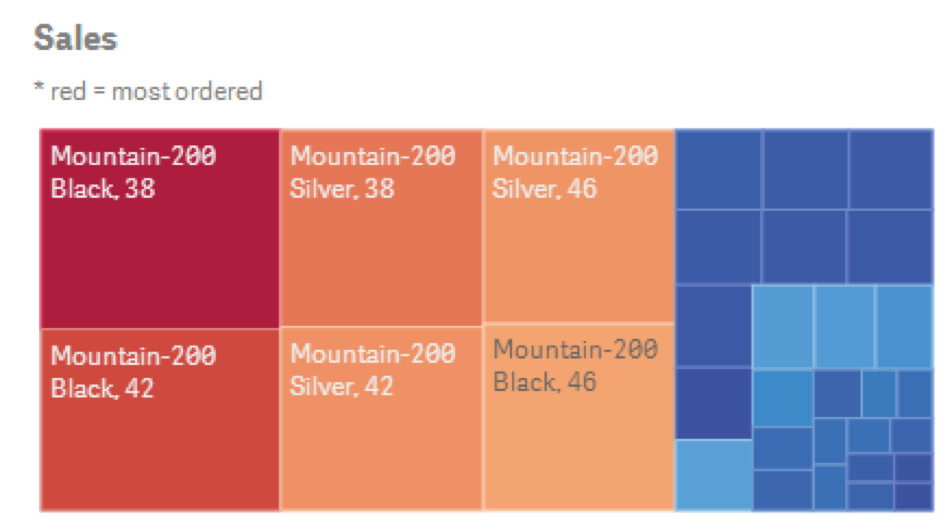 Sales
* red = most ordered
Mountain-200
Black, 38
Mountain-200
Silver, 38
Mountain-200
Silver, 46
Mountain-200
Black, 42
Mountain-200
Silver, 42
Mountain-200
Black, 46